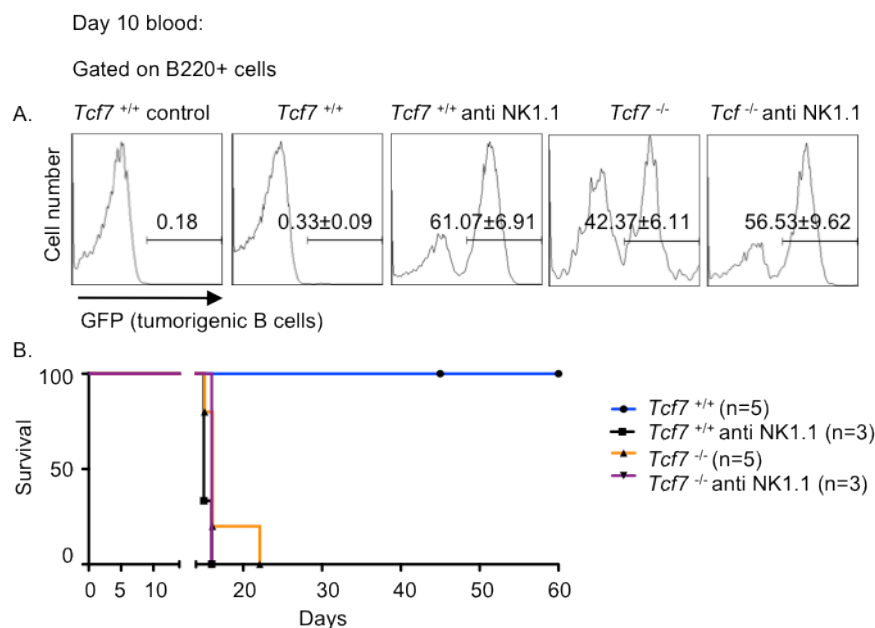 Day 10 blood:
Gated on B220+ cells
A.
Tcf7 +/+ control
Tcf7 +/+
Tcf7 +/+ anti NK1.1
Tcf7 -/-
Tcf -/- anti NK1.1
Cell number
0.18
0.33±0.09
61.07±6.91
42.37±6.11
56.53±9.62
GFP (tumorigenic B cells)
B.
Survival
100
50
0
0 5 10 20 30 40 50 60
Days
Tcf7 +/+ (n=5)
Tcf7 +/+ anti NK1.1 (n=3)
Tcf7 -/- (n=5)
Tcf7 -/- anti NK1.1 (n=3)